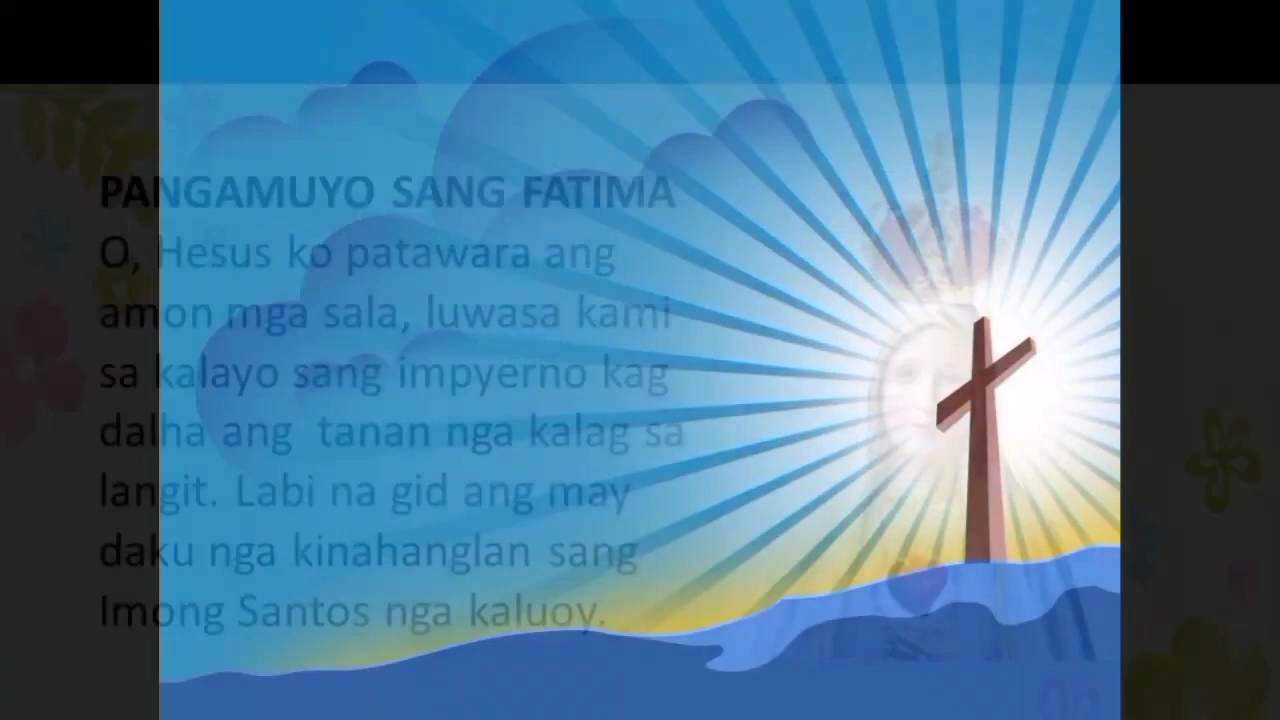 PANGAMUYO SANG FATIMA
O, Hesus ko patawara ang
amon mga sala, luwasa kami
sa kalayo sang impyerno kag
dalha ang tanan nga kalag sa
langit. Labi na gid ang may
daku nga kinahanglan sang
Imong Santos nga kaluoy.